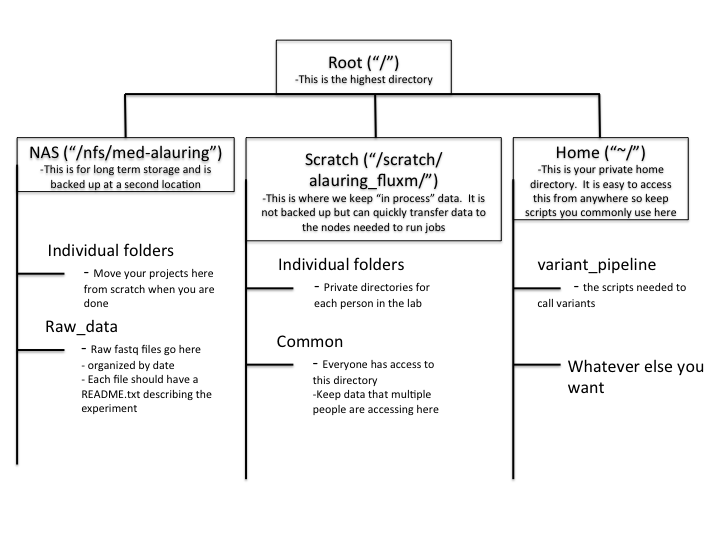 Root (“/”)
-This is the highest directory
NAS (“/nfs/med-alauring”)
-This is for long term storage and is
backed up at a second location
Individual folders
- Move your projects here
from scratch when you are
done
Raw_data
- Raw fastq files go here
- organized by date
- Each file should have a
README.txt describing the
experiment
Scratch (“/scratch/
alauring_fluxm/”)
-This is where we keep “in process” data.  It is
not backed up but can quickly transfer data to
the nodes needed to run jobs
Individual folders
- Private directories for
each person in the lab
Common
- Everyone has access to
this directory
-Keep data that multiple
people are accessing here
Home (“~/”)
-This is your private home
directory.  It is easy to access
this from anywhere so keep
scripts you commonly use here
variant_pipeline
- the scripts needed to
call variants
Whatever else you
want